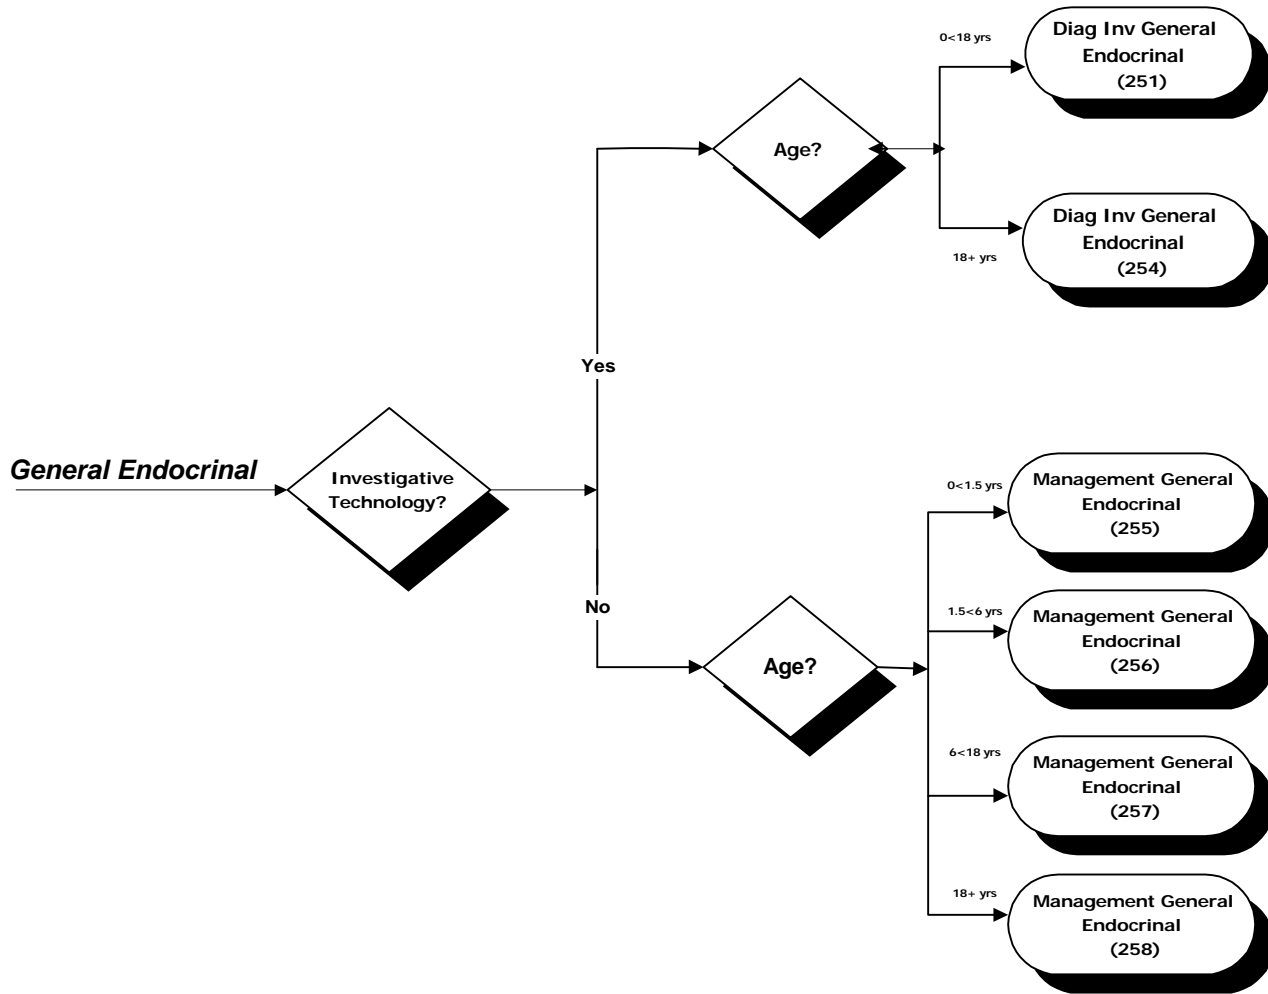 General Endocrinal
Investigative
Technology?
Yes
Age?
0<18 yrs
Diag Inv General
Endocrinal
(251)
18+ yrs
Diag Inv General
Endocrinal
(254)
No
Age?
0<1.5 yrs
Management General
Endocrinal
(255)
1.5<6 yrs
Management General
Endocrinal
(256)
6<18 yrs
Management General
Endocrinal
(257)
18+ yrs
Management General
Endocrinal
(258)